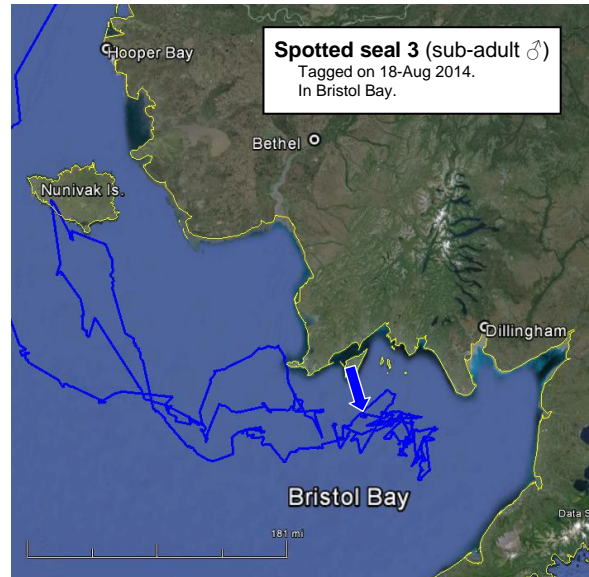 Spotted seal 3 (sub-adult ♂)
Tagged on 18-Aug 2014.
In Bristol Bay.
Hooper Bay
Bethel
Nunivak Is.
Dillingham
Bristol Bay
Data S
181 mi